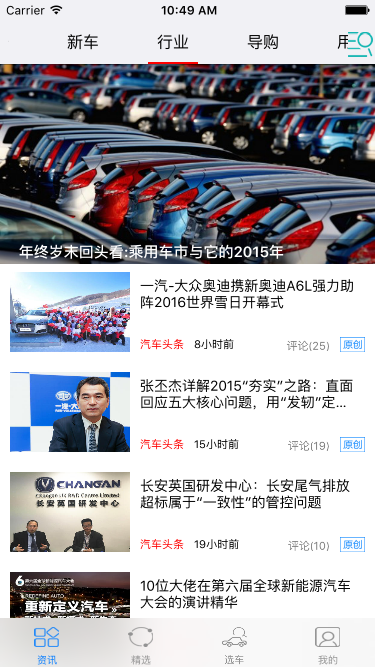 Carrier 10:49 AM
新车 行业 导购 用
年终岁末回头看:乘用车市与它的2015年
一汽-大众奥迪携新奥迪A6L强力助
阵2016世界雪日开幕式
汽车头条 8小时前 评论(25) 原创
张丕杰详解2015“夯实”之路：直面
回应五大核心问题，用“发轫”定...
汽车头条 15小时前 评论(19) 原创
CHANGAN
Changan UK R&D Centre Limited
长安英国研发中心
长安英国研发中心：长安尾气排放
超标属于“一致性”的管控问题
汽车头条 19小时前 评论(10) 原创
重新定义汽车
10位大佬在第六届全球新能源汽车
大会的演讲精华
资讯 精选 选车 我的